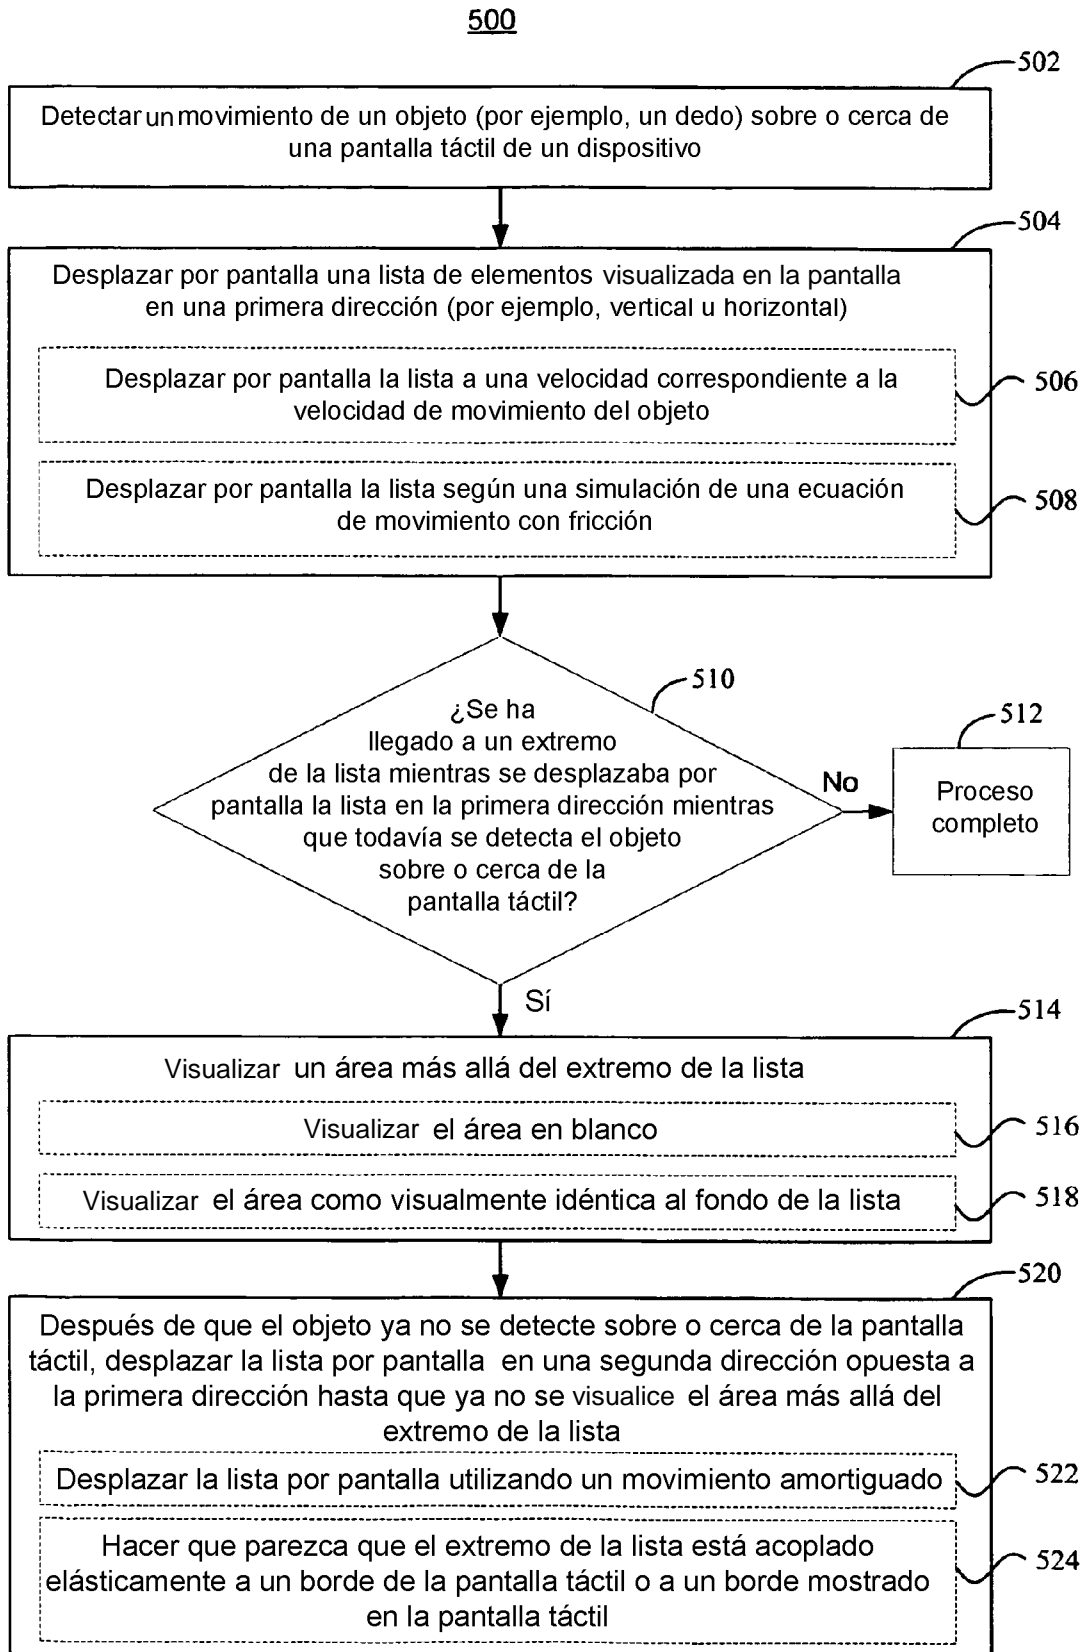 500
502
Detectar un movimiento de un objeto (por ejemplo, un dedo) sobre o cerca de
una pantalla táctil de un dispositivo
504
Desplazar por pantalla una lista de elementos visualizada en la pantalla
en una primera dirección (por ejemplo, vertical u horizontal)
Desplazar por pantalla la lista a una velocidad correspondiente a la
velocidad de movimiento del objeto
506
Desplazar por pantalla la lista según una simulación de una ecuación
de movimiento con fricción
508
510
¿Se ha
llegado a un extremo
de la lista mientras se desplazaba por
pantalla la lista en la primera dirección mientras
que todavía se detecta el objeto
sobre o cerca de la
pantalla táctil?
No
512
Proceso
completo
Sí
514
Visualizar un área más allá del extremo de la lista
Visualizar el área en blanco
516
Visualizar el área como visualmente idéntica al fondo de la lista
518
520
Después de que el objeto ya no se detecte sobre o cerca de la pantalla
táctil, desplazar la lista por pantalla en una segunda dirección opuesta a
la primera dirección hasta que ya no se visualice el área más allá del
extremo de la lista
Desplazar la lista por pantalla utilizando un movimiento amortiguado
522
Hacer que parezca que el extremo de la lista está acoplado
elásticamente a un borde de la pantalla táctil o a un borde mostrado
en la pantalla táctil
524